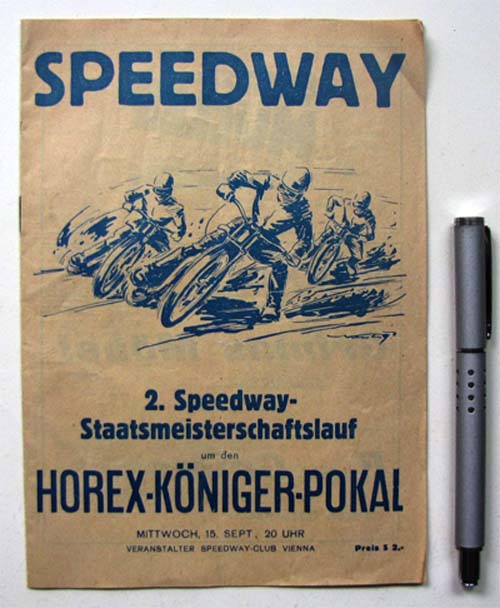 SPEEDWAY
2. Speedway-
Staatsmeisterschaftslauf
um den
HOREX-KÖNIGER-POKAL
MITTWOCH, 15. SEPT., 20 UHR
VERANSTALTER SPEEDWAY-CLUB VIENNA
Preis S 2,-